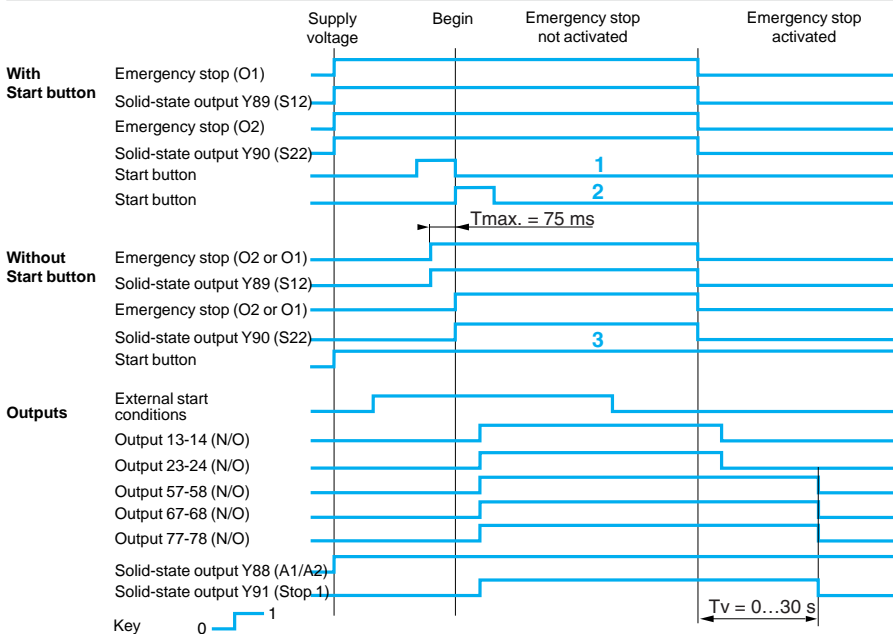 Supply voltage
Begin
Emergency stop not activated
Emergency stop activated
With Start button
Emergency stop (O1)
Solid-state output Y89 (S12)
Emergency stop (O2)
Solid-state output Y90 (S22)
Start button
1
Start button
2
Tmax. = 75 ms
Without Start button
Emergency stop (O2 or O1)
Solid-state output Y89 (S12)
Emergency stop (O2 or O1)
Solid-state output Y90 (S22)
3
Start button
Outputs
External start conditions
Output 13-14 (N/O)
Output 23-24 (N/O)
Output 57-58 (N/O)
Output 67-68 (N/O)
Output 77-78 (N/O)
Solid-state output Y88 (A1/A2)
Solid-state output Y91 (Stop 1)
Tv = 0...30 s
Key 0 1